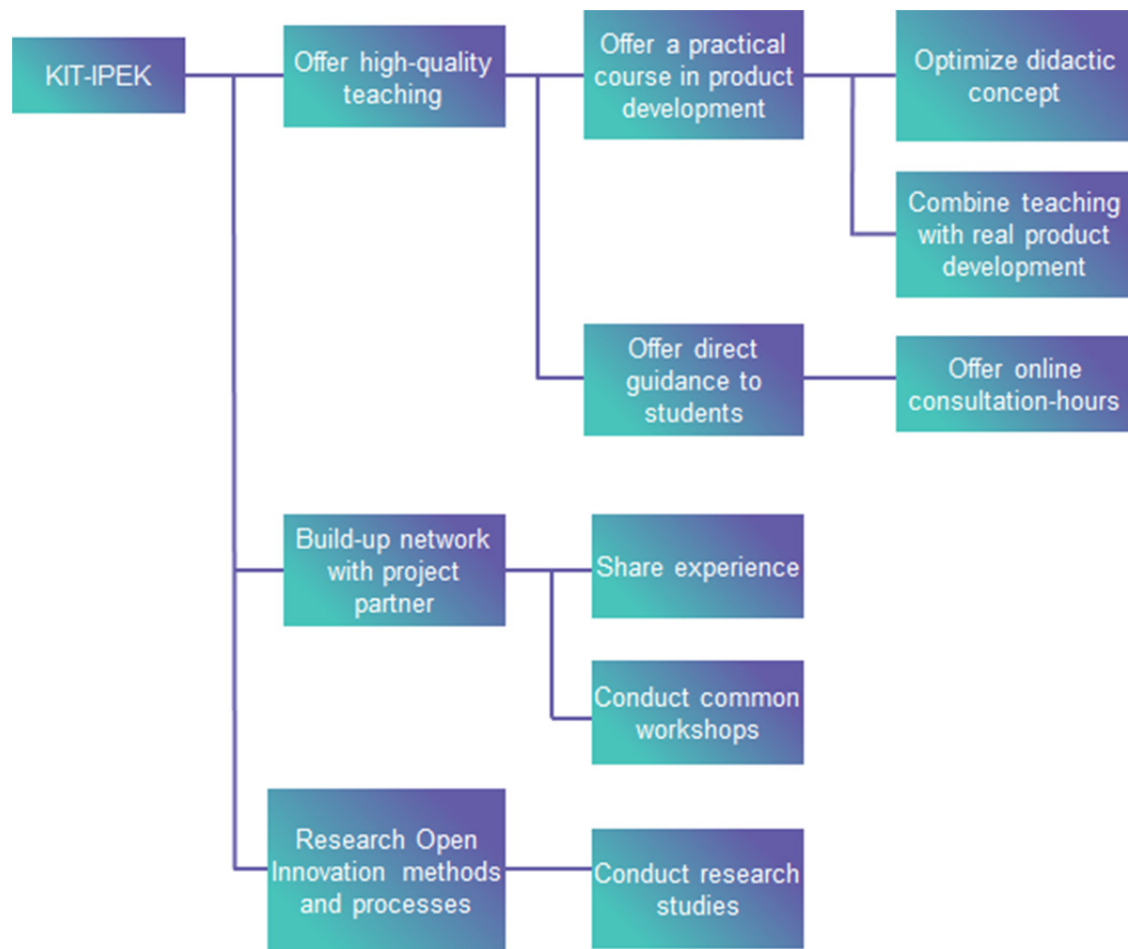 KIT-IPEK
Offer high-quality
teaching
Offer a practical
course in product
development
Optimize didactic
concept
Combine teaching
with real product
development
Offer direct
guidance to
students
Offer online
consultation-hours
Build-up network
with project
partner
Share experience
Conduct common
workshops
Research Open
Innovation methods
and processes
Conduct research
studies